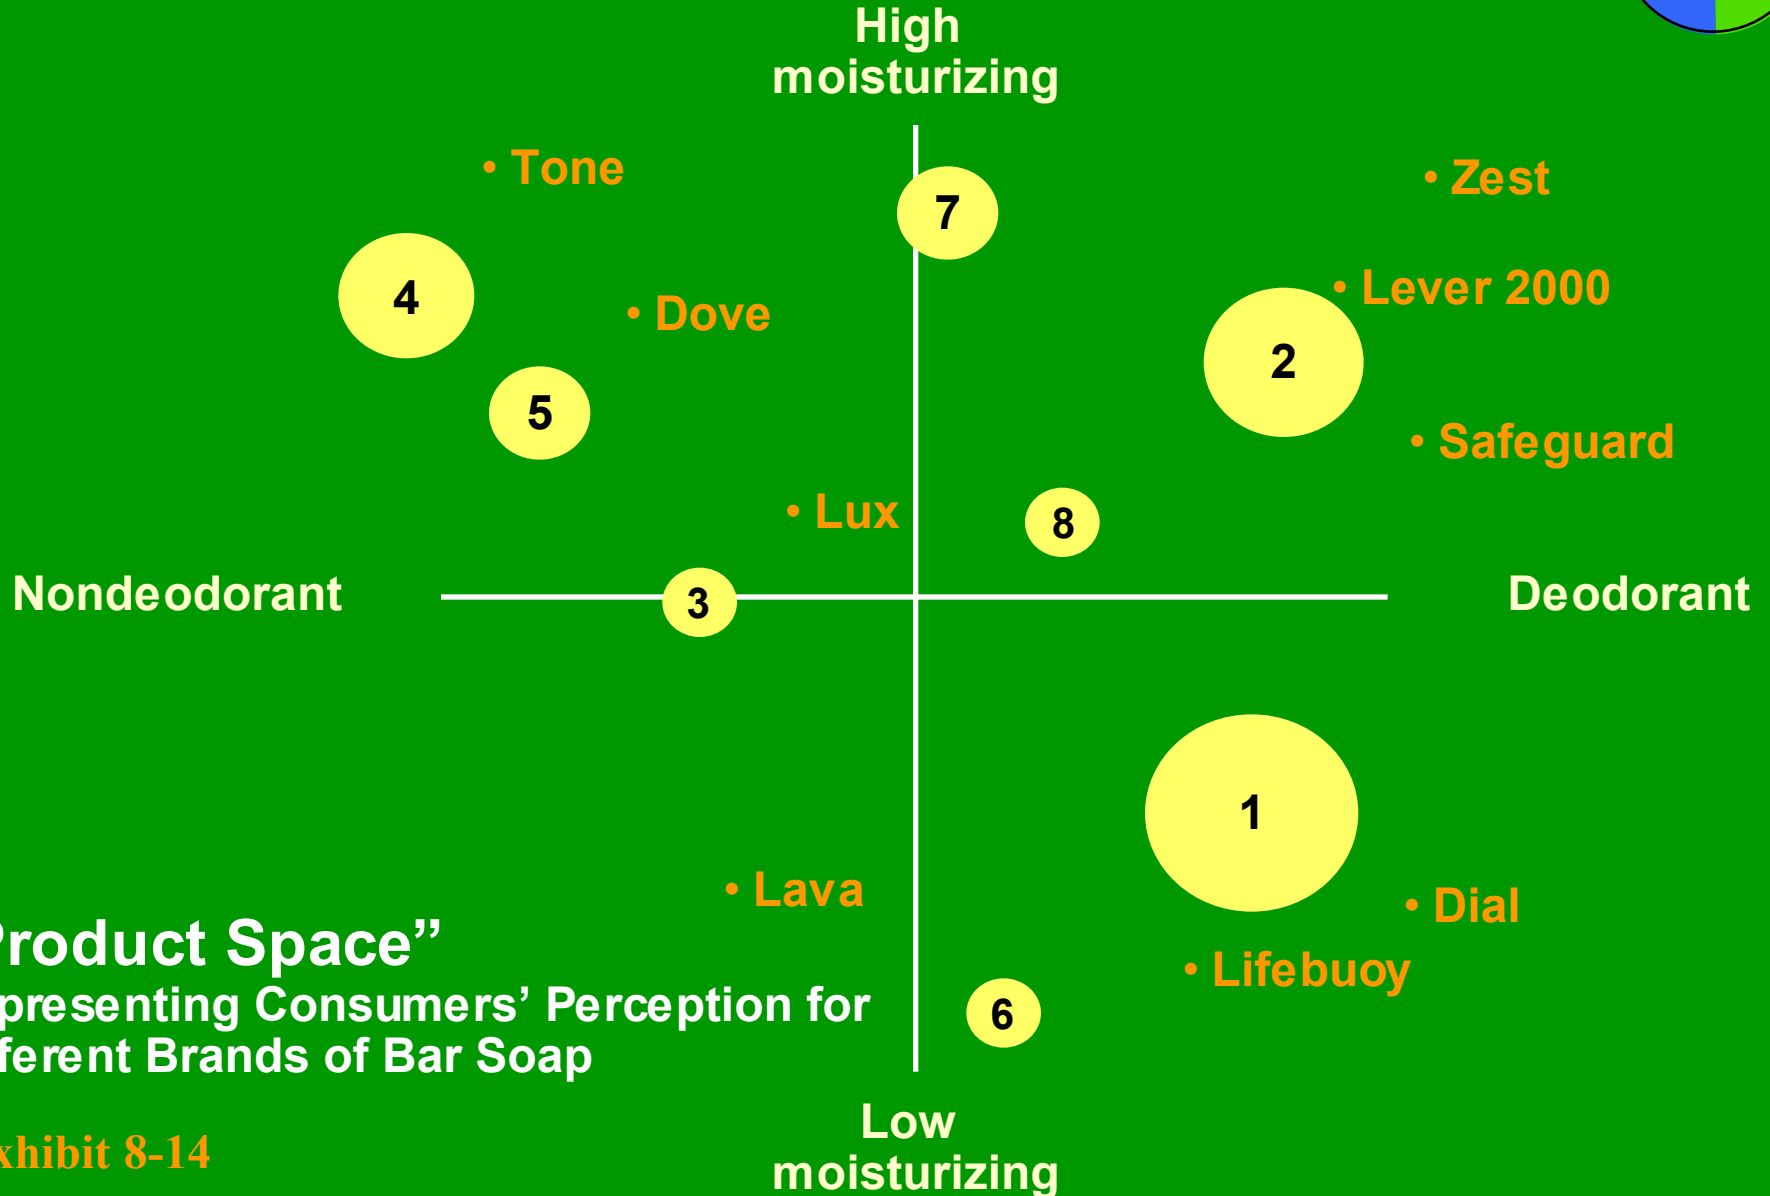 High
moisturizing
• Tone
• Zest
7
4
• Lever 2000
• Dove
2
5
• Safeguard
• Lux
8
Nondeodorant
3
Deodorant
1
• Lava
• Dial
roduct Space”
• Lifebuoy
presenting Consumers’ Perception for
6
ferent Brands of Bar Soap
Low
moisturizing
xhibit 8-14